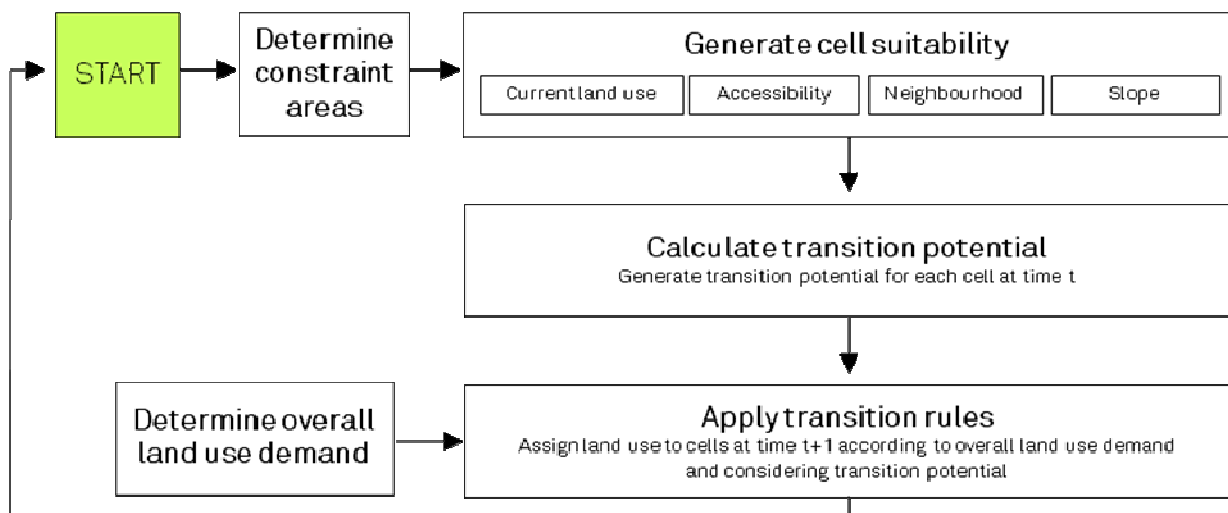 START
Determine
constraint
areas
Generate cell suitability
Current land use
Accessibility
Neighbourhood
Slope
Calculate transition potential
Generate transition potential for each cell at time t
Determine overall
land use demand
Apply transition rules
Assign land use to cells at time t+1 according to overall land use demand
and considering transition potential